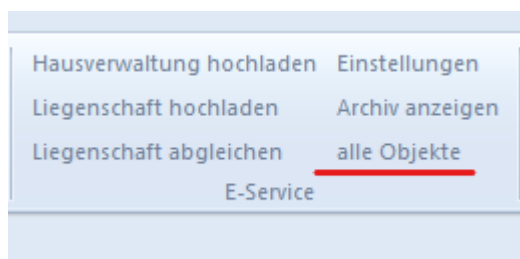 Hausverwaltung hochladen Einstellungen
Liegenschaft hochladen Archiv anzeigen
Liegenschaft abgleichen alle Objekte
E-Service